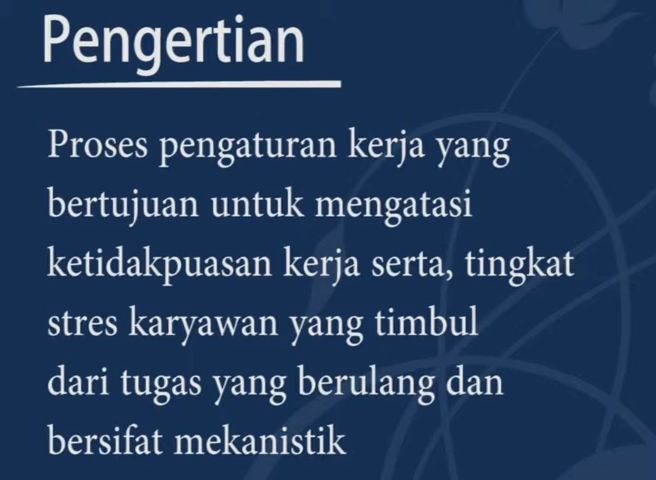 Pengertian
Proses pengaturan kerja yang
bertujuan untuk mengatasi
ketidakpuasan kerja serta, tingkat
stres karyawan yang timbul
dari tugas yang berulang dan
bersifat mekanistik